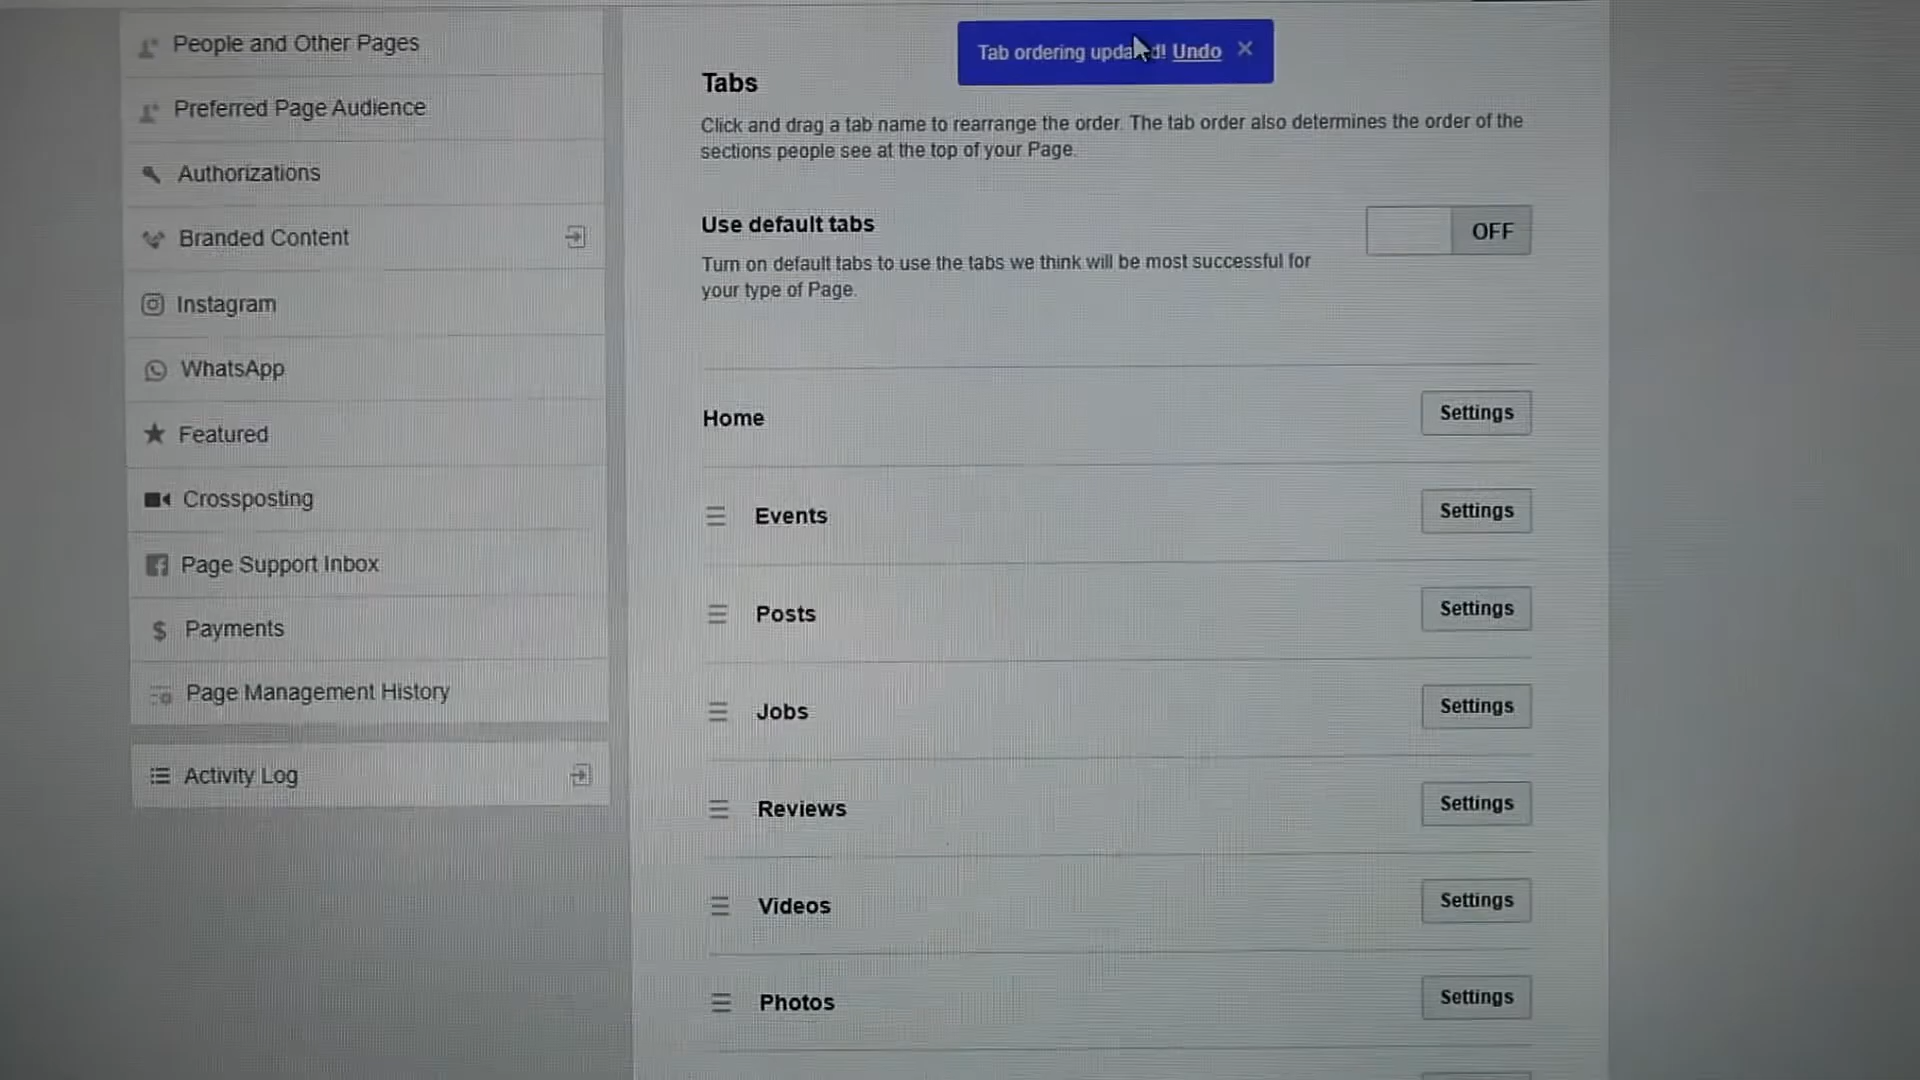 People and Other Pages
Preferred Page Audience
Authorizations
Branded Content
Instagram
WhatsApp
Featured
Crossposting
Page Support Inbox
$ Payments
Page Management History
Activity Log
Tab ordering updated! Undo
Tabs
Click and drag a tab name to rearrange the order. The tab order also determines the order of the
sections people see at the top of your Page.
Use default tabs
OFF
Turn on default tabs to use the tabs we think will be most successful for
your type of Page.
Home
Settings
Events
Settings
Posts
Settings
Jobs
Settings
Reviews
Settings
Videos
Settings
Photos
Settings